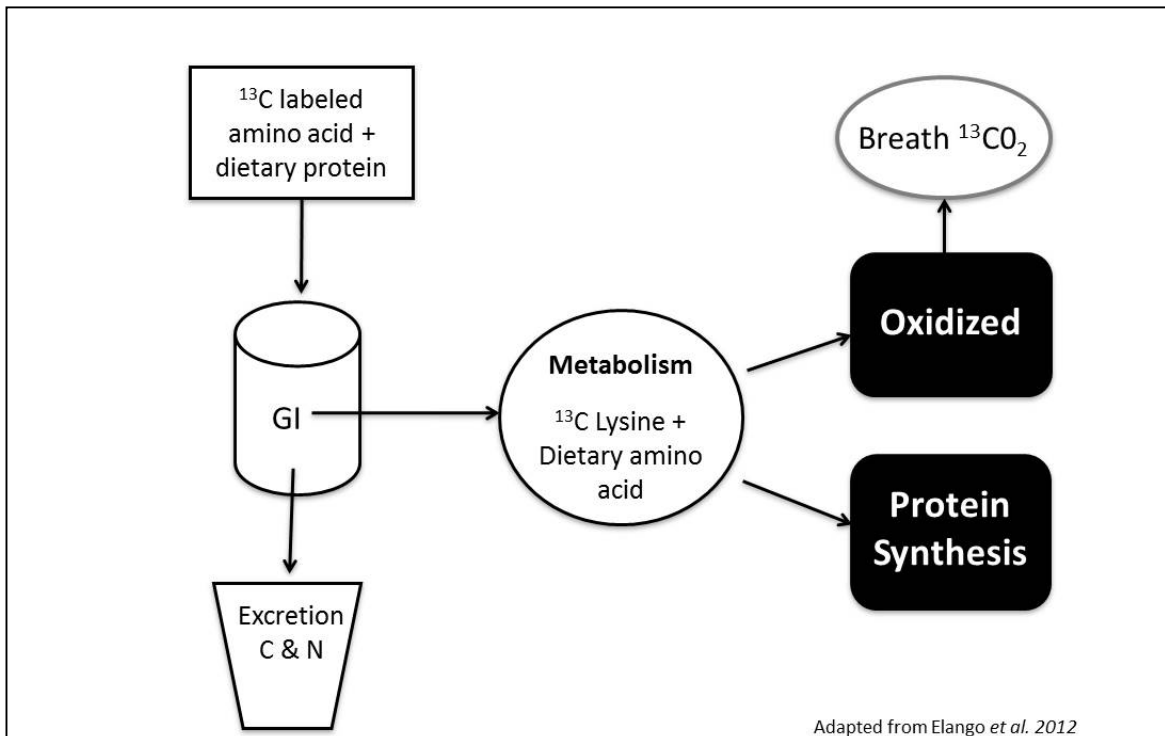 ¹³C labeled
amino acid +
dietary protein
Breath ¹³C0₂
Oxidized
GI
Metabolism
¹³C Lysine +
Dietary amino
acid
Protein
Synthesis
Excretion
C & N
Adapted from Elango et al. 2012